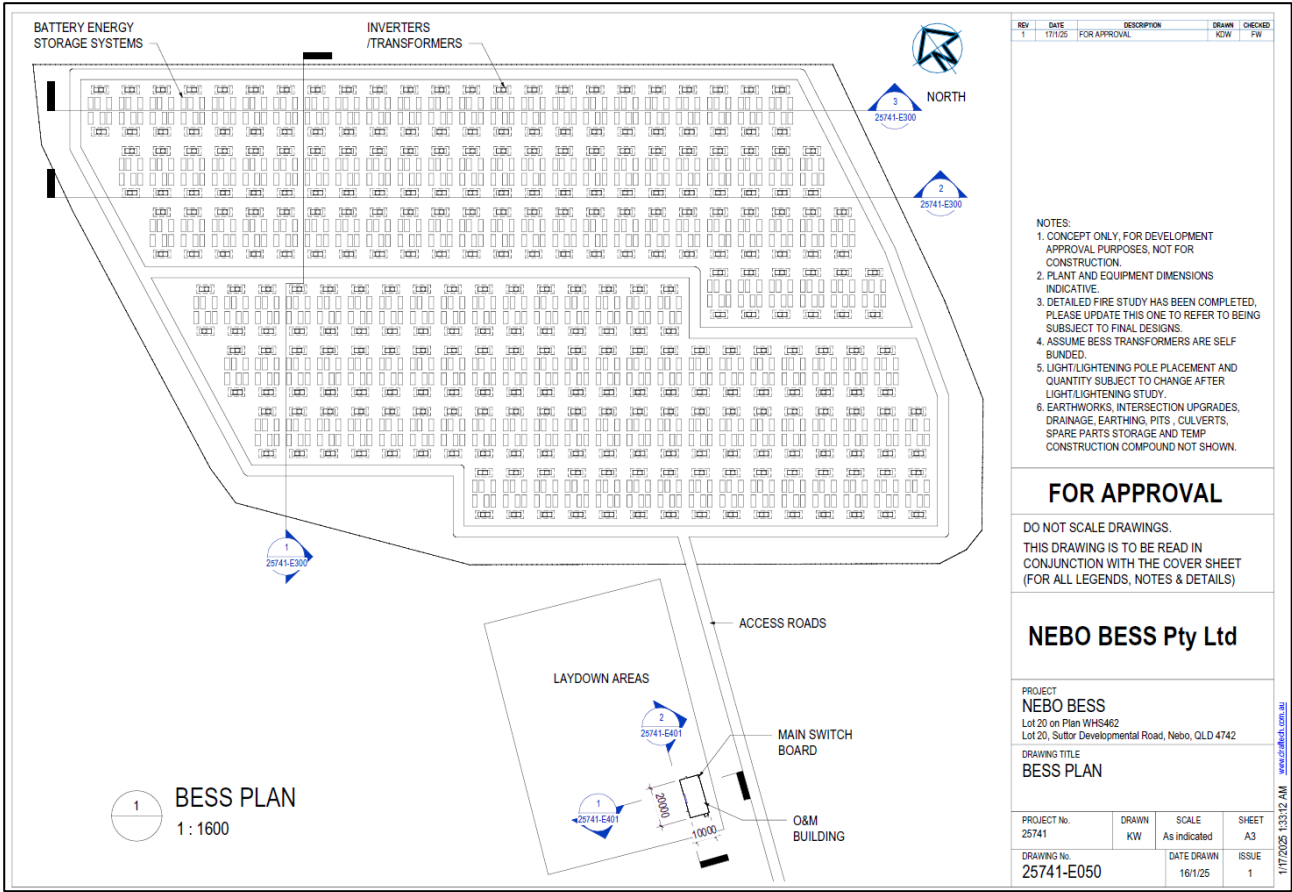 BATTERY ENERGY
STORAGE SYSTEMS
INVERTERS
/TRANSFORMERS
NORTH
3
25741-E300
2
25741-E300
1
25741-E300
ACCESS ROADS
LAYDOWN AREAS
2
25741-E401
MAIN SWITCH
BOARD
1
25741-E401
20000
10000
O&M
BUILDING
1
BESS PLAN
1 : 1600
REV DATE DESCRIPTION DRAWN CHECKED
1 17/1/25 FOR APPROVAL KDW FW
NOTES:
1. CONCEPT ONLY, FOR DEVELOPMENT
APPROVAL PURPOSES, NOT FOR
CONSTRUCTION.
2. PLANT AND EQUIPMENT DIMENSIONS
INDICATIVE.
3. DETAILED FIRE STUDY HAS BEEN COMPLETED,
PLEASE UPDATE THIS ONE TO REFER TO BEING
SUBSJECT TO FINAL DESIGNS.
4. ASSUME BESS TRANSFORMERS ARE SELF
BUNDED.
5. LIGHT/LIGHTENING POLE PLACEMENT AND
QUANTITY SUBJECT TO CHANGE AFTER
LIGHT/LIGHTENING STUDY.
6. EARTHWORKS, INTERSECTION UPGRADES,
DRAINAGE, EARTHING, PITS , CULVERTS,
SPARE PARTS STORAGE AND TEMP
CONSTRUCTION COMPOUND NOT SHOWN.
FOR APPROVAL
DO NOT SCALE DRAWINGS.
THIS DRAWING IS TO BE READ IN
CONJUNCTION WITH THE COVER SHEET
(FOR ALL LEGENDS, NOTES & DETAILS)
NEBO BESS Pty Ltd
PROJECT
NEBO BESS
Lot 20 on Plan WHS462
Lot 20, Suttor Developmental Road, Nebo, QLD 4742
DRAWING TITLE
BESS PLAN
PROJECT No. DRAWN SCALE SHEET
25741 KW As indicated A3
DRAWING No. DATE DRAWN ISSUE
25741-E050 16/1/25 1
www.draftech.com.au
1/17/2025 1:33:12 AM